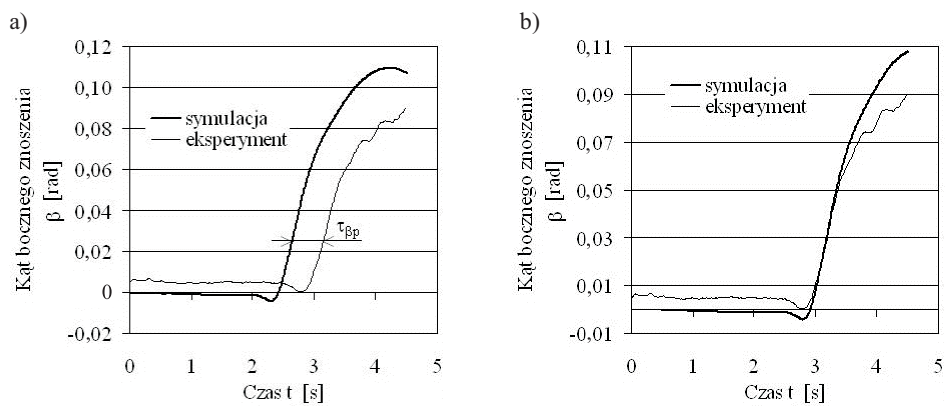 a)
Kąt bocznego znoszenia
β [rad]
0,12
0,10
0,08
0,06
0,04
0,02
0
-0,02
symulacja
eksperyment
τβp
0 1 2 3 4 5
Czas t [s]
b)
Kąt bocznego znoszenia
β [rad]
0,11
0,09
0,07
0,05
0,03
0,01
-0,01
symulacja
eksperyment
0 1 2 3 4 5
Czas t [s]